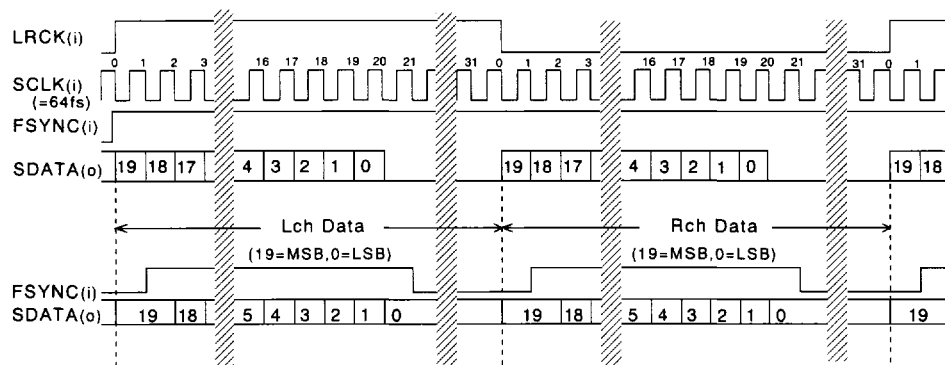 LRCK(i)
0 1 2 3 16 17 18 19 20 21 31 0 1 2 3 16 17 18 19 20 21 31 0 1
SCLK(i)
(=64fs)
FSYNC(i)
SDATA(o) 19 18 17 4 3 2 1 0 19 18 17 4 3 2 1 0 19 18
Lch Data Rch Data
(19=MSB,0=LSB) (19=MSB,0=LSB)
FSYNC(i)
SDATA(o) 19 18 5 4 3 2 1 0 19 18 5 4 3 2 1 0 19